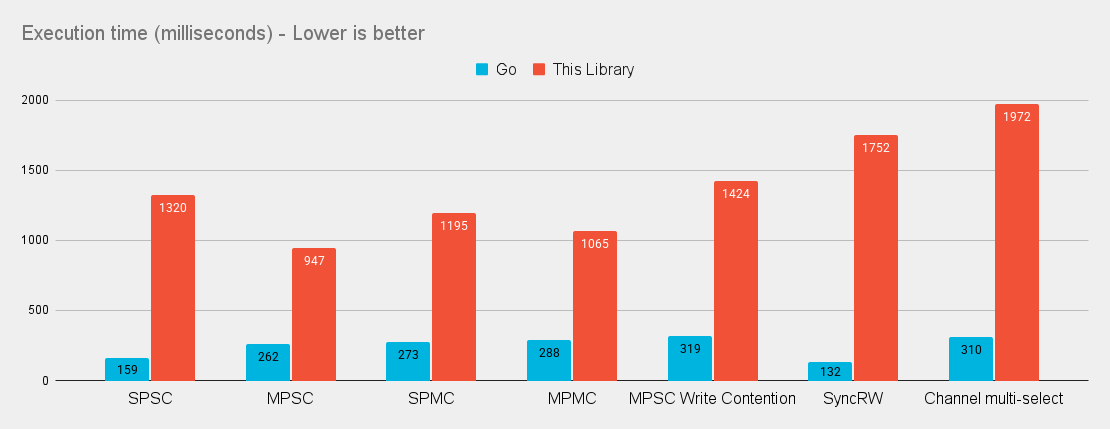 Execution time (milliseconds) - Lower is better
Go This Library
2000
1500
1000
500
0
159 1320 262 947 273 1195 288 1065 319 1424 132 1752 310 1972
SPSC MPSC SPMC MPMC MPSC Write Contention SyncRW Channel multi-select